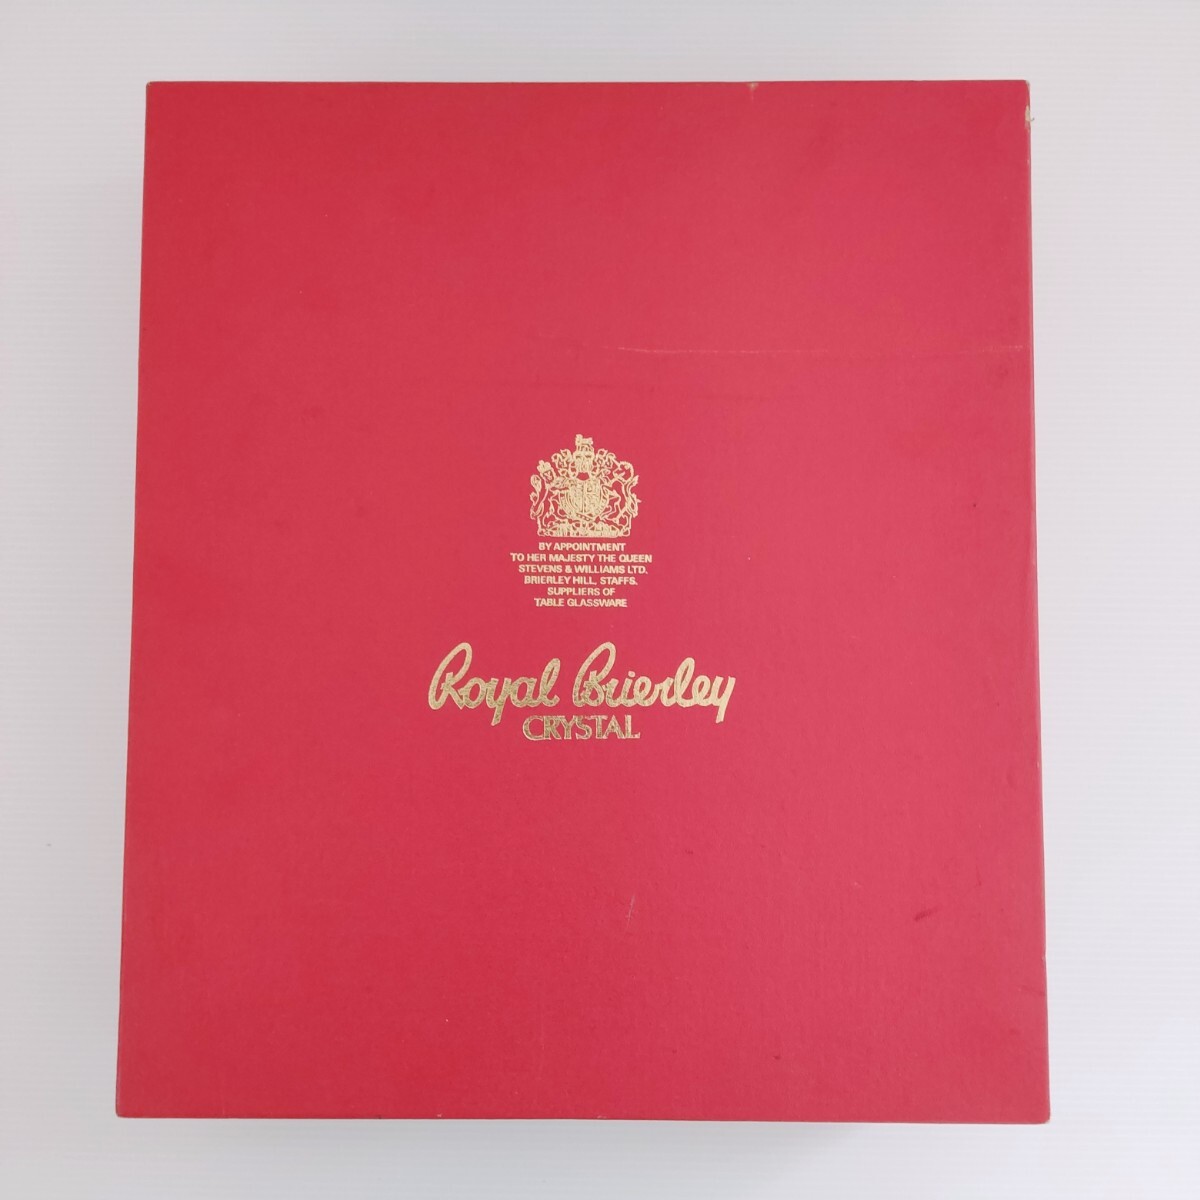 BY APPOINTMENT
TO HER MAJESTY THE QUEEN
STEVENS & WILLIAMS LTD.
BRIERLEY HILL, STAFFS.
SUPPLIERS OF
TABLE GLASSWARE
Royal Brierley
CRYSTAL